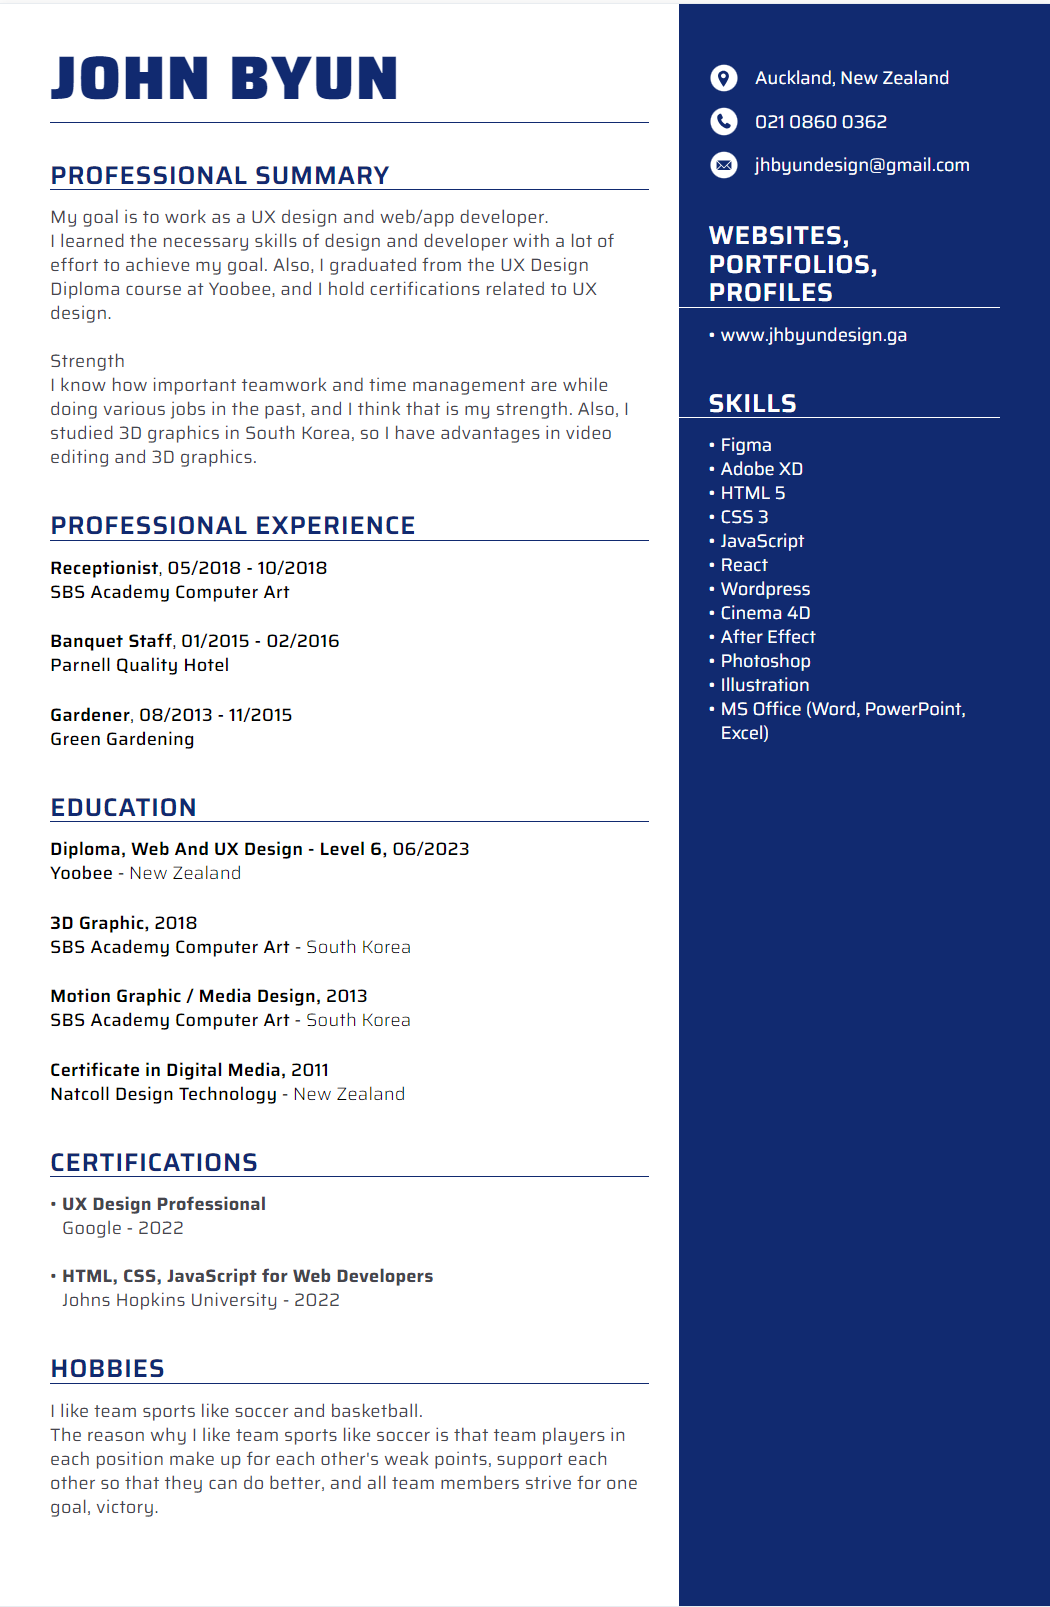 JOHN BYUN
PROFESSIONAL SUMMARY
My goal is to work as a UX design and web/app developer.
I learned the necessary skills of design and developer with a lot of
effort to achieve my goal. Also, I graduated from the UX Design
Diploma course at Yoobee, and I hold certifications related to UX
design.
Strength
I know how important teamwork and time management are while
doing various jobs in the past, and I think that is my strength. Also, I
studied 3D graphics in South Korea, so I have advantages in video
editing and 3D graphics.
PROFESSIONAL EXPERIENCE
Receptionist, 05/2018 - 10/2018
SBS Academy Computer Art
Banquet Staff, 01/2015 - 02/2016
Parnell Quality Hotel
Gardener, 08/2013 - 11/2015
Green Gardening
EDUCATION
Diploma, Web And UX Design - Level 6, 06/2023
Yoobee - New Zealand
3D Graphic, 2018
SBS Academy Computer Art - South Korea
Motion Graphic / Media Design, 2013
SBS Academy Computer Art - South Korea
Certificate in Digital Media, 2011
Natcoll Design Technology - New Zealand
CERTIFICATIONS
• UX Design Professional
Google - 2022
• HTML, CSS, JavaScript for Web Developers
Johns Hopkins University - 2022
HOBBIES
I like team sports like soccer and basketball.
The reason why I like team sports like soccer is that team players in
each position make up for each other's weak points, support each
other so that they can do better, and all team members strive for one
goal, victory.
Auckland, New Zealand
021 0860 0362
jhbyundesign@gmail.com
WEBSITES,
PORTFOLIOS,
PROFILES
• www.jhbyundesign.ga
SKILLS
• Figma
• Adobe XD
• HTML 5
• CSS 3
• JavaScript
• React
• Wordpress
• Cinema 4D
• After Effect
• Photoshop
• Illustration
• MS Office (Word, PowerPoint,
Excel)